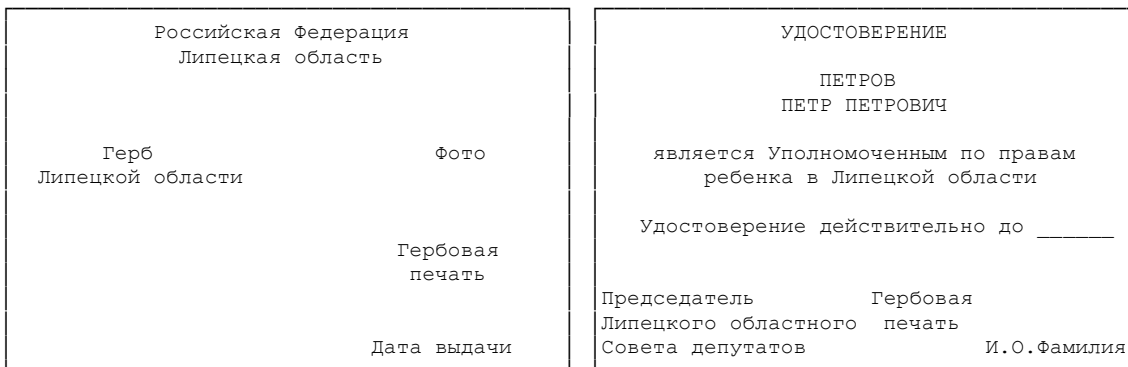 Российская Федерация
Липецкая область
Герб Фото
Липецкой области
Гербовая
печать
Дата выдачи
УДОСТОВЕРЕНИЕ
ПЕТРОВ
ПЕТР ПЕТРОВИЧ
является Уполномоченным по правам
ребенка в Липецкой области
Удостоверение действительно до ______
Председатель Гербовая
Липецкого областного печать
Совета депутатов И.О.Фамилия